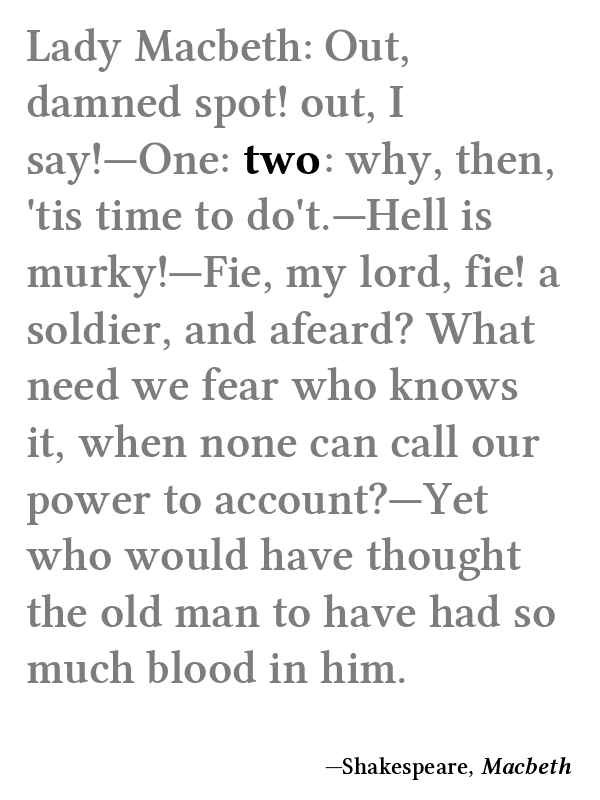 Lady Macbeth: Out,
damned spot! out, I
say!—One: two: why, then,
'tis time to do't.—Hell is
murky!—Fie, my lord, fie! a
soldier, and afeard? What
need we fear who knows
it, when none can call our
power to account?—Yet
who would have thought
the old man to have had so
much blood in him.
—Shakespeare, Macbeth